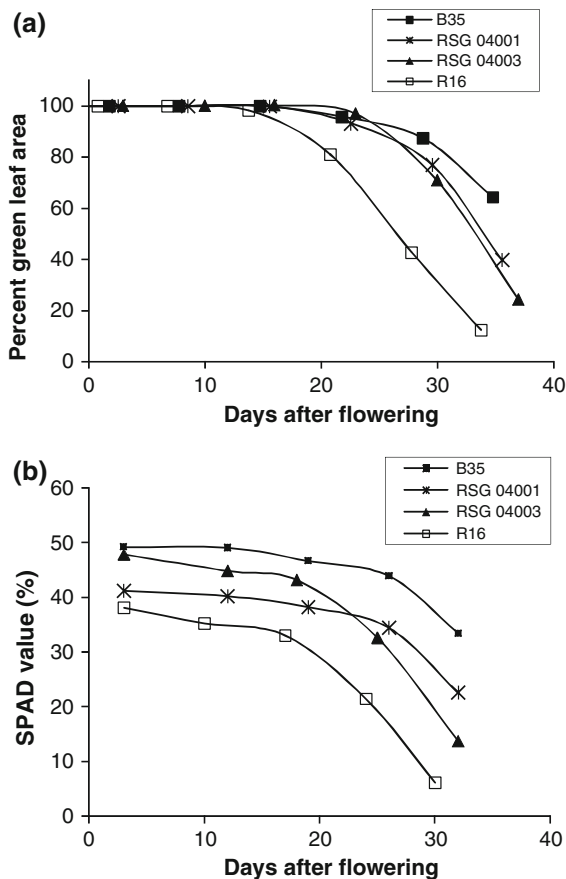 (a)
B35
RSG 04001
RSG 04003
R16
Percent green leaf area
100
80
60
40
20
0
0 10 20 30 40
Days after flowering
(b)
B35
RSG 04001
RSG 04003
R16
SPAD value (%)
60
50
40
30
20
10
0
0 10 20 30 40
Days after flowering